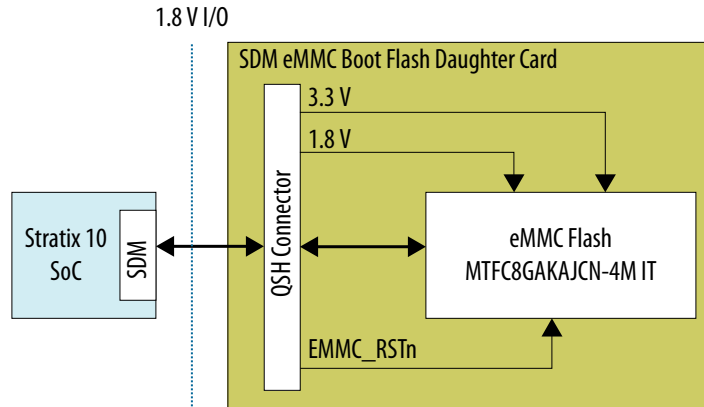 1.8 V I/O
SDM eMMC Boot Flash Daughter Card
3.3 V
1.8 V
Stratix 10
SoC
SDM
QSH Connector
eMMC Flash
MTFC8GAKAJCN-4M IT
EMMC_RSTn